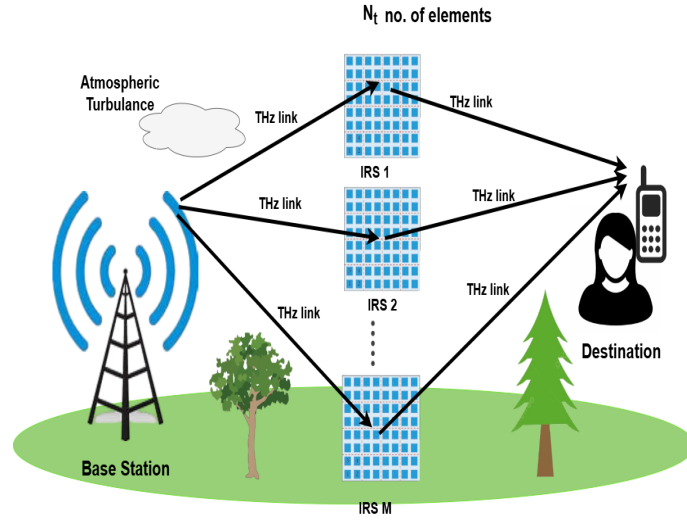 N_t no. of elements
Atmospheric
Turbulance
THz link
THz link
IRS 1
THz link
THz link
IRS 2
THz link
THz link
Destination
Base Station
IRS M